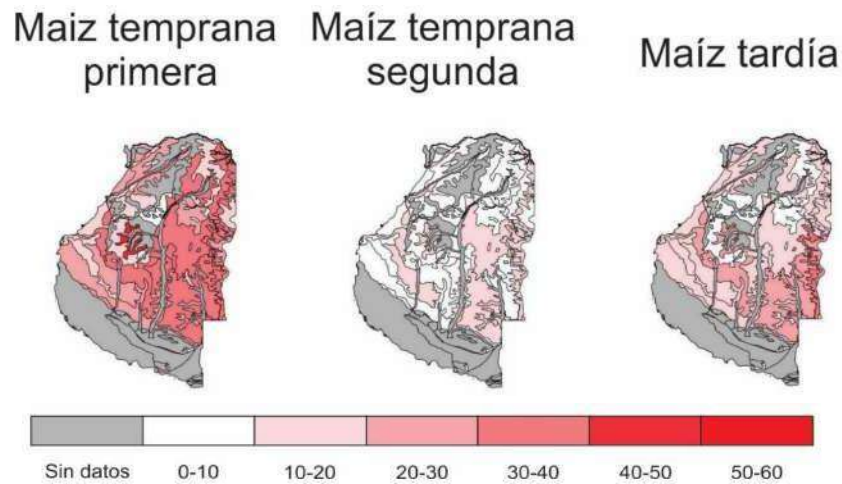 Maiz temprana
primera
Maíz temprana
segunda
Maíz tardía
Sin datos
0-10
10-20
20-30
30-40
40-50
50-60